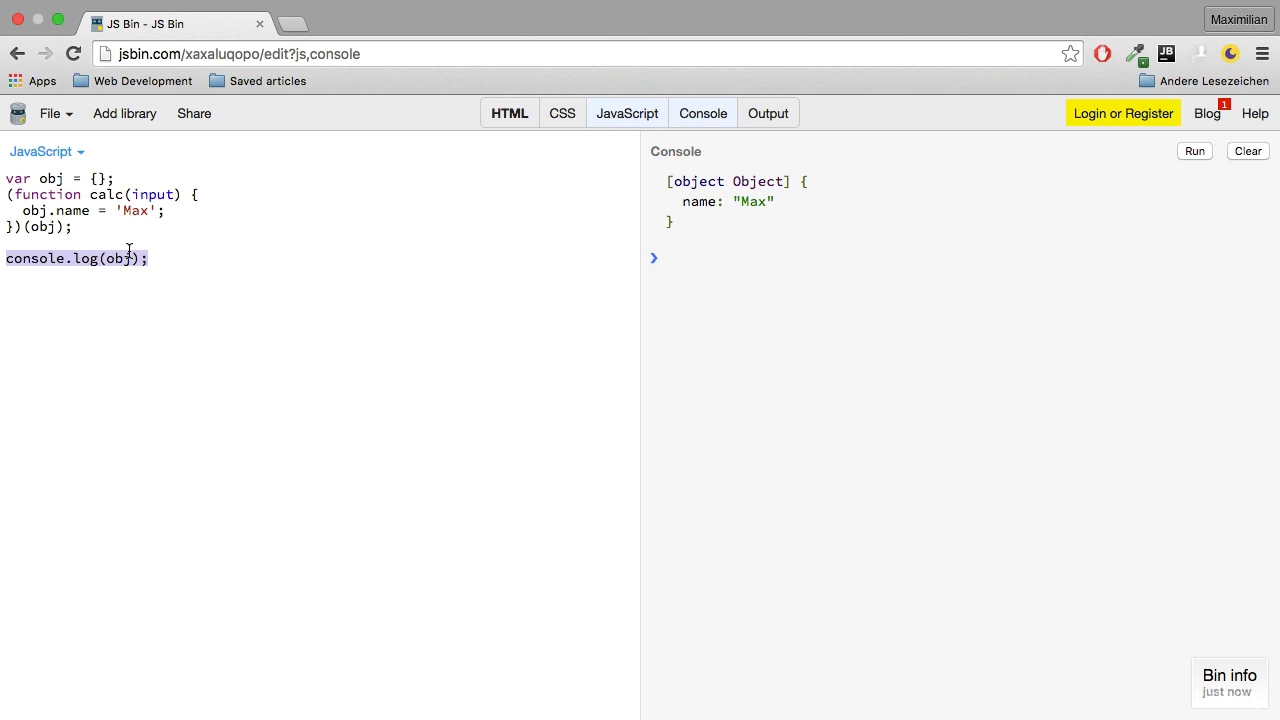 JS Bin - JS Bin
Maximilian
jsbin.com/xaxaluqopo/edit?js,console
JB
Apps
Web Development
Saved articles
Andere Lesezeichen
File
Add library
Share
HTML
CSS
JavaScript
Console
Output
Login or Register
Blog
1
Help
JavaScript
var obj = {};
(function calc(input) {
  obj.name = 'Max';
})(obj);
console.log(obj);
Console
Run
Clear
[object Object] {
  name: "Max"
}
Bin info
just now